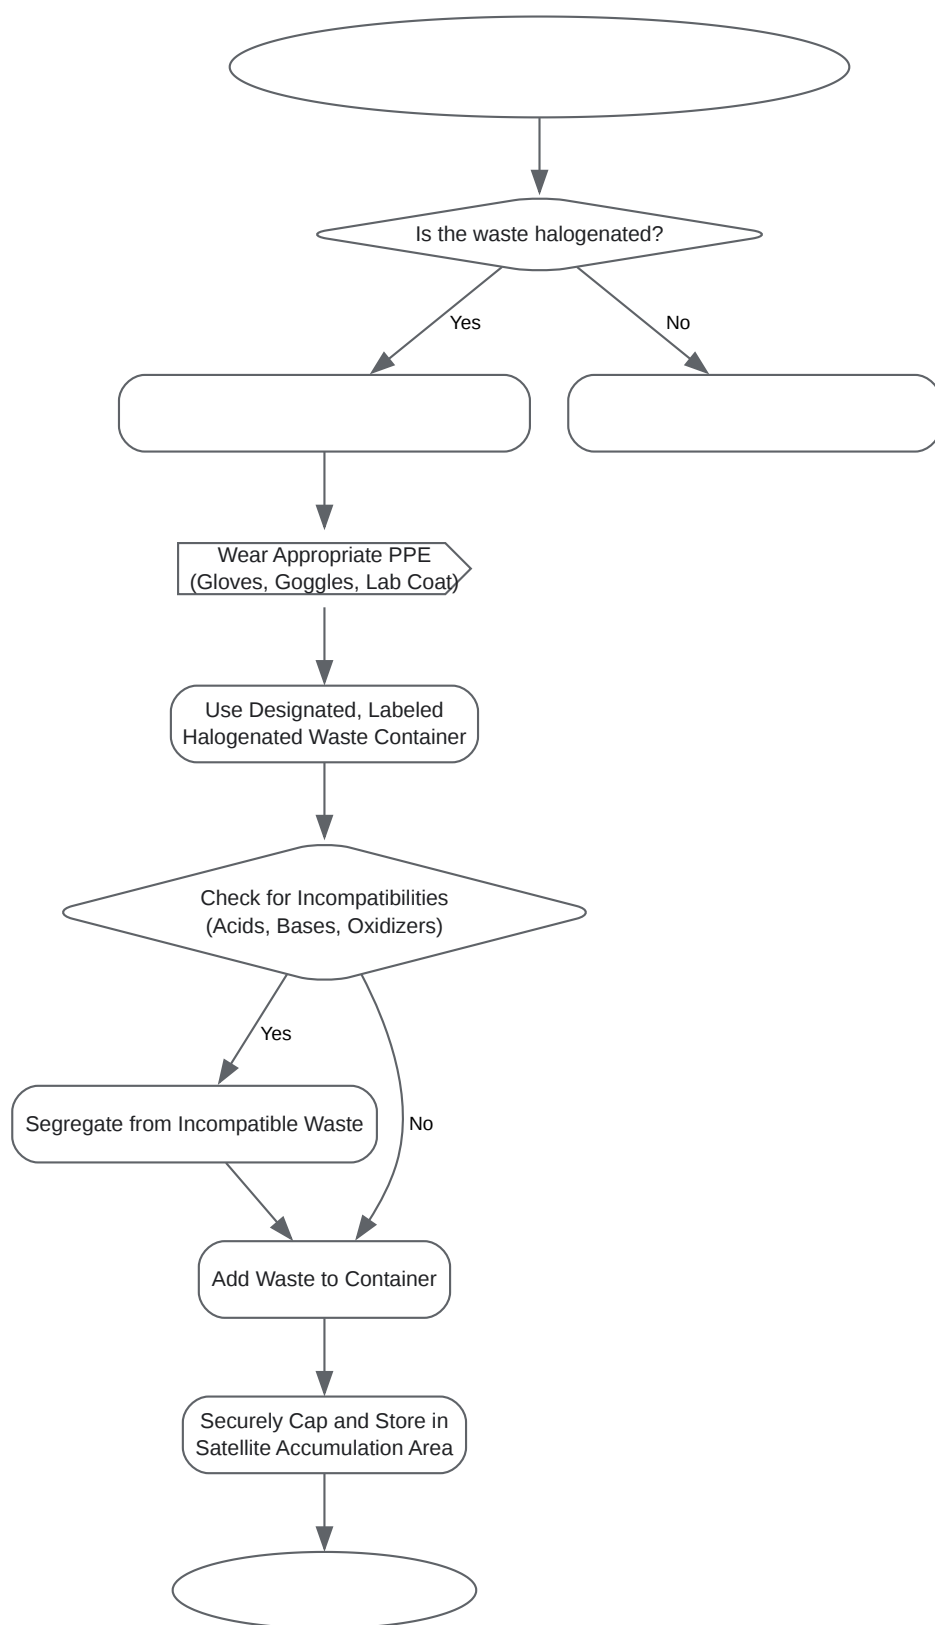 Is the waste halogenated?
Yes
No
Wear Appropriate PPE
(Gloves, Goggles, Lab Coat)
Use Designated, Labeled
Halogenated Waste Container
Check for Incompatibilities
(Acids, Bases, Oxidizers)
Yes
Segregate from Incompatible Waste
No
Add Waste to Container
Securely Cap and Store in
Satellite Accumulation Area